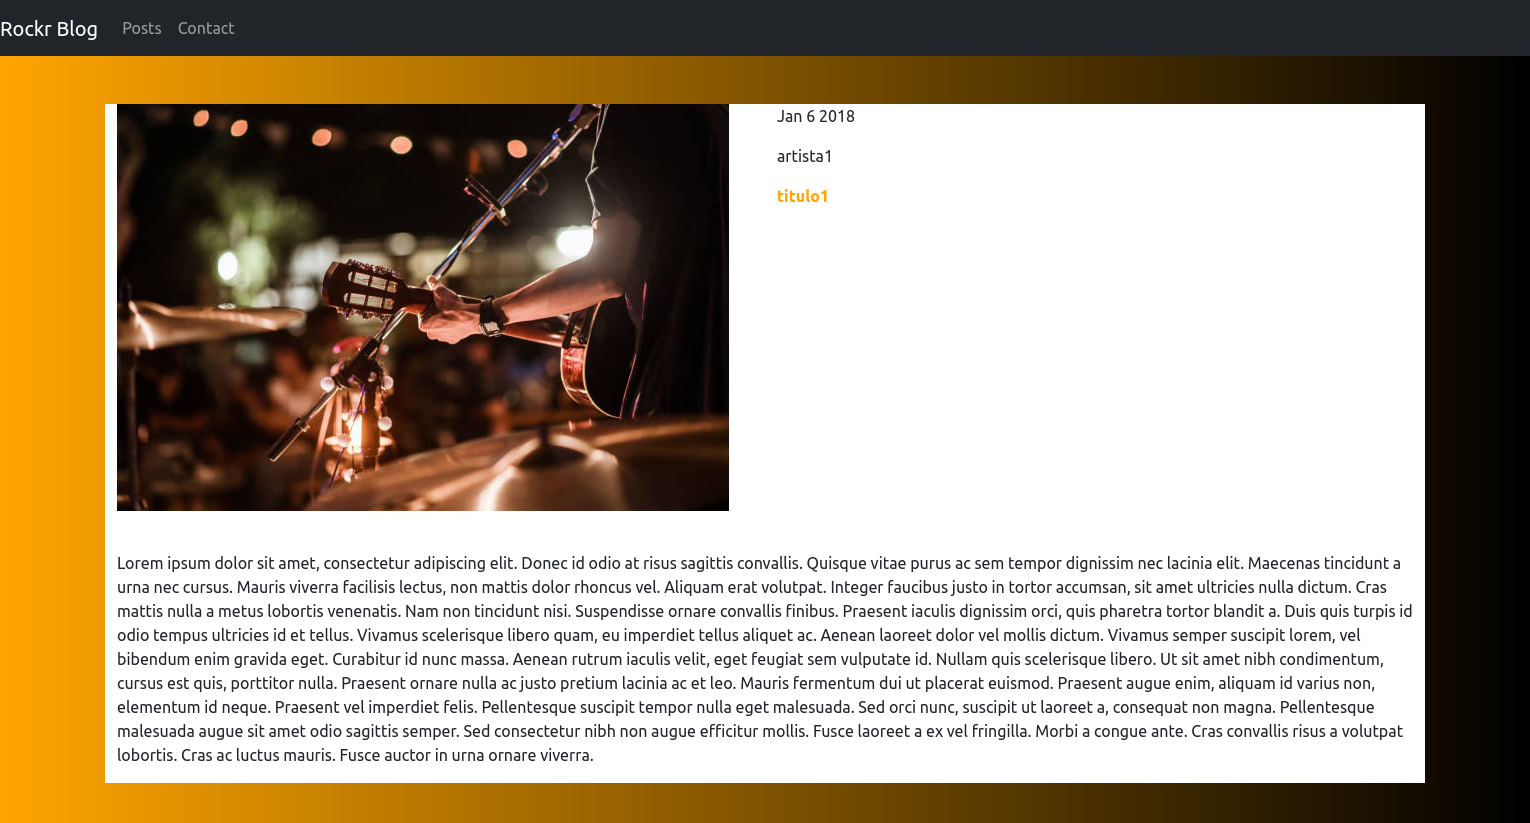 Rockr Blog Posts Contact
Jan 6 2018
artista1
titulo1
Lorem ipsum dolor sit amet, consectetur adipiscing elit. Donec id odio at risus sagittis convallis. Quisque vitae purus ac sem tempor dignissim nec lacinia elit. Maecenas tincidunt a
urna nec cursus. Mauris viverra facilisis lectus, non mattis dolor rhoncus vel. Aliquam erat volutpat. Integer faucibus justo in tortor accumsan, sit amet ultricies nulla dictum. Cras
mattis nulla a metus lobortis venenatis. Nam non tincidunt nisi. Suspendisse ornare convallis finibus. Praesent iaculis dignissim orci, quis pharetra tortor blandit a. Duis quis turpis id
odio tempus ultricies id et tellus. Vivamus scelerisque libero quam, eu imperdiet tellus aliquet ac. Aenean laoreet dolor vel mollis dictum. Vivamus semper suscipit lorem, vel
bibendum enim gravida eget. Curabitur id nunc massa. Aenean rutrum iaculis velit, eget feugiat sem vulputate id. Nullam quis scelerisque libero. Ut sit amet nibh condimentum,
cursus est quis, porttitor nulla. Praesent ornare nulla ac justo pretium lacinia ac et leo. Mauris fermentum dui ut placerat euismod. Praesent augue enim, aliquam id varius non,
elementum id neque. Praesent vel imperdiet felis. Pellentesque suscipit tempor nulla eget malesuada. Sed orci nunc, suscipit ut laoreet a, consequat non magna. Pellentesque
malesuada augue sit amet odio sagittis semper. Sed consectetur nibh non augue efficitur mollis. Fusce laoreet a ex vel fringilla. Morbi a congue ante. Cras convallis risus a volutpat
lobortis. Cras ac luctus mauris. Fusce auctor in urna ornare viverra.